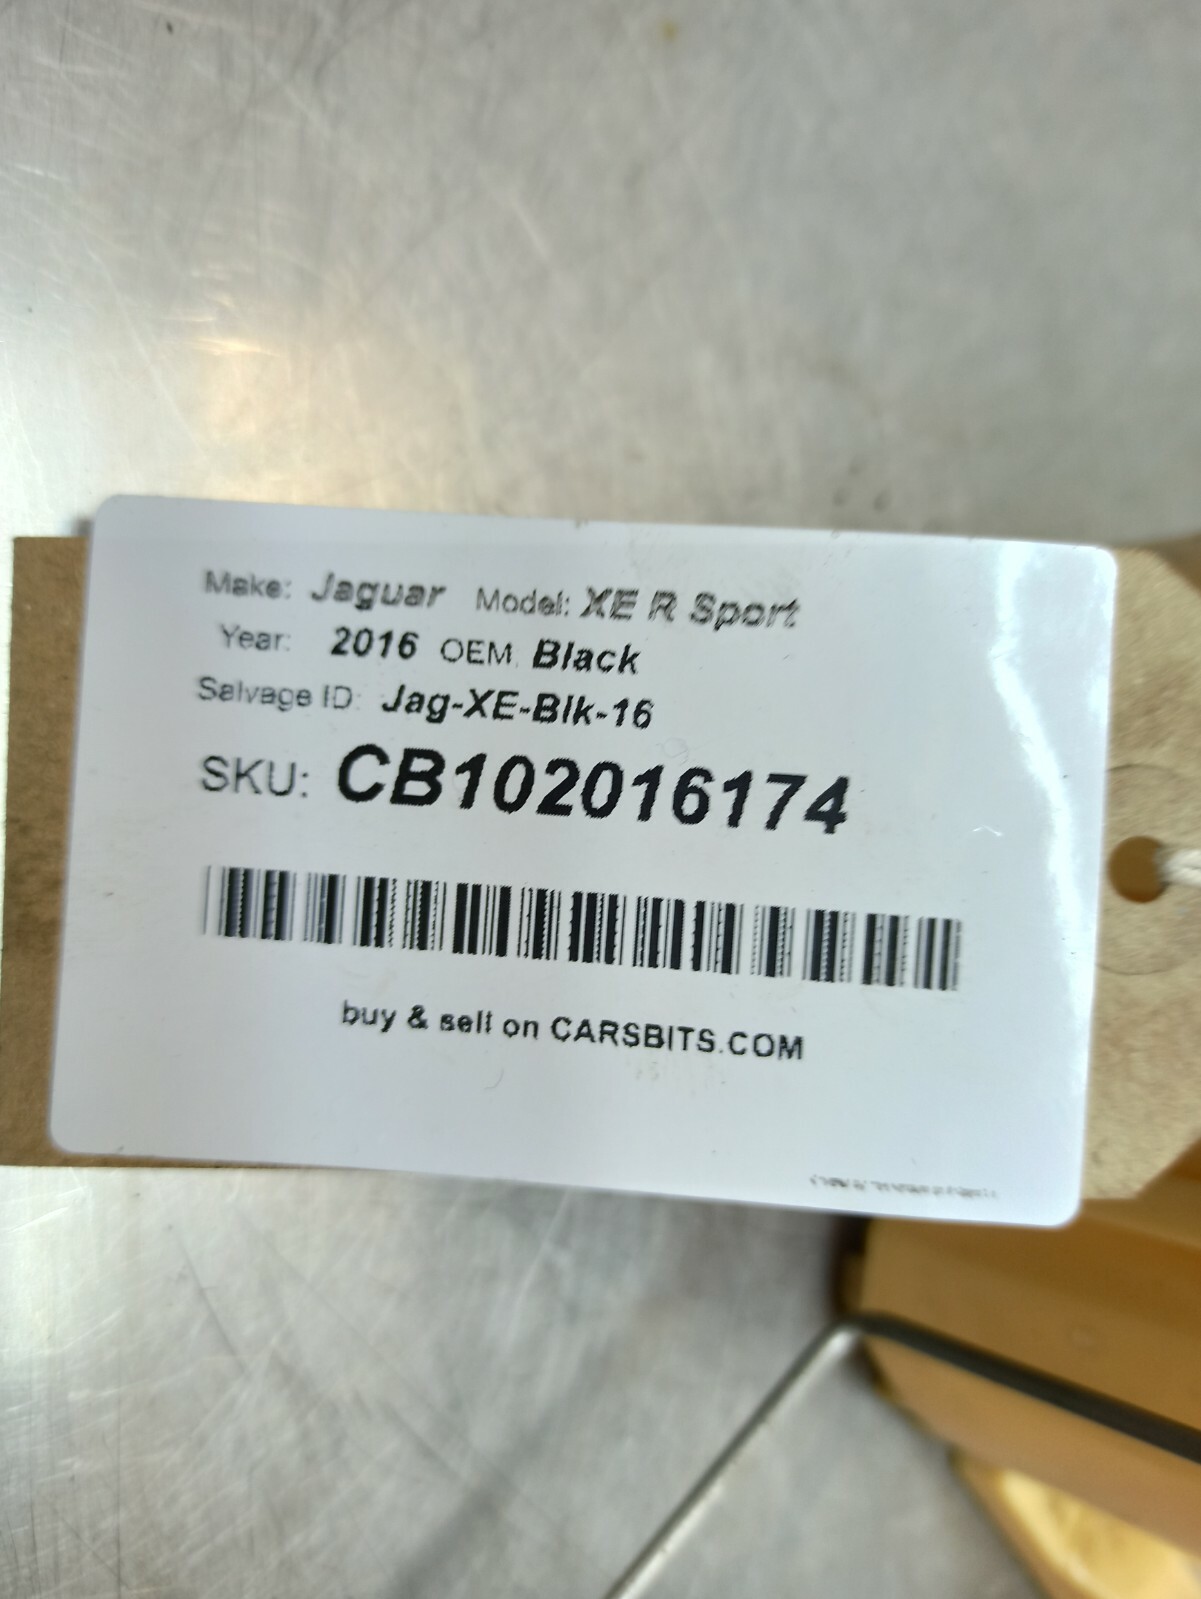 Make: Jaguar Model: XE R Sport
Year: 2016 OEM: Black
Salvage ID: Jag-XE-Blk-16
SKU: CB102016174
buy & sell on CARSBITS.COM